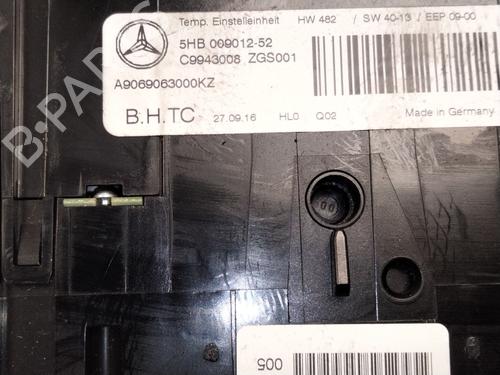 Temp. Einstelleinheit HW 482 / SW 40-13 / EEP 09-00
5HB 009012-52
C9943008 ZGS001
A9069063000KZ
B.H.TC 27.09.16 HL0 Q02 Made in Germany
B-PARTS
005